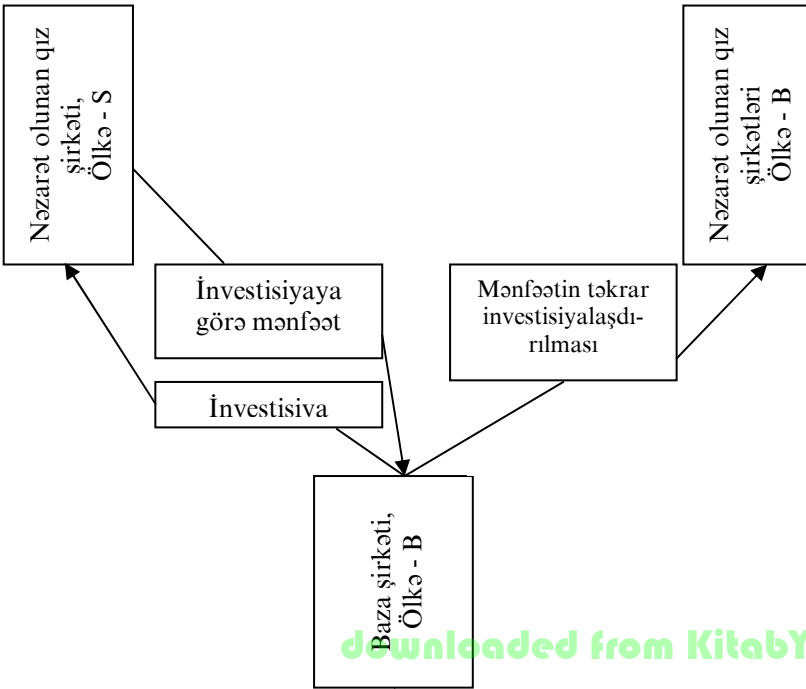 Nəzarət olunan qız
şirkəti,
Ölkə - S
Nəzarət olunan qız
şirkətləri
Ölkə - B
İnvestisiyaya
görə mənfəət
Mənfəətin təkrar
investisiyalaşdı-
rılması
İnvestisiva
Baza şirkəti,
Ölkə - B
downloaded from KitabY